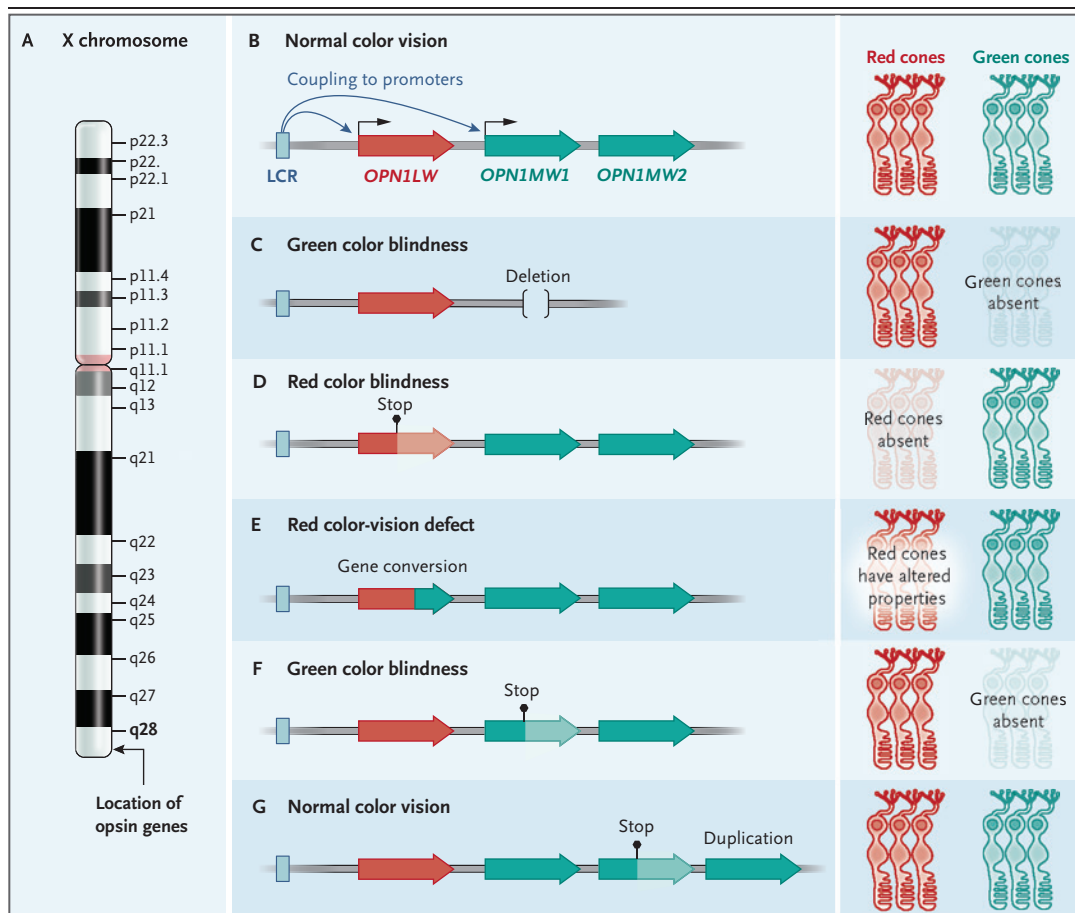 A X chromosome
p22.3
p22.
p22.1
p21
p11.4
p11.3
p11.2
p11.1
q11.1
q12
q13
q21
q22
q23
q24
q25
q26
q27
q28
Location of
opsin genes
B Normal color vision
Coupling to promoters
LCR
OPN1LW
OPN1MW1
OPN1MW2
Red cones
Green cones
C Green color blindness
Deletion
Green cones
absent
D Red color blindness
Stop
Red cones
absent
E Red color-vision defect
Gene conversion
Red cones
have altered
properties
F Green color blindness
Stop
Green cones
absent
G Normal color vision
Stop
Duplication